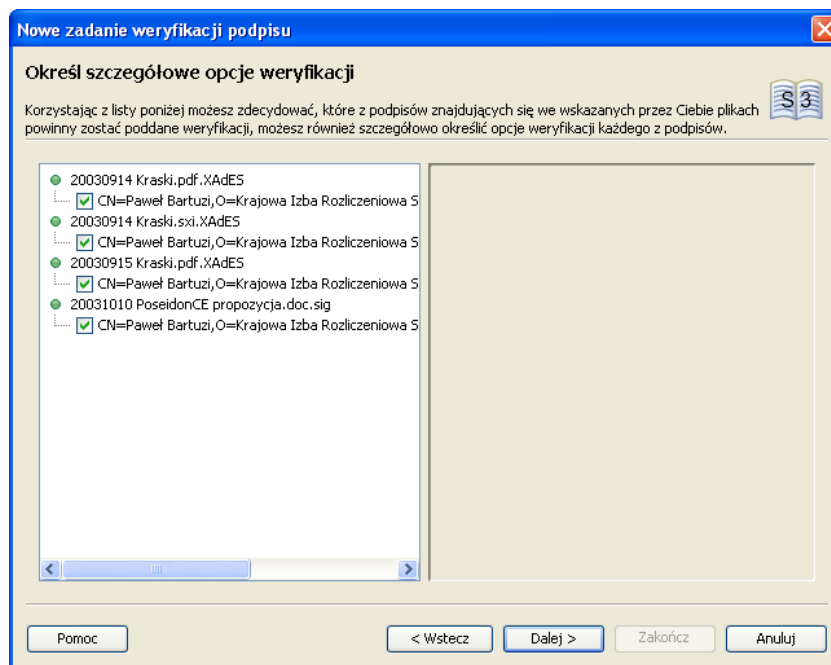 Nowe zadanie weryfikacji podpisu
Określ szczegółowe opcje weryfikacji
Korzystając z listy poniżej możesz zdecydować, które z podpisów znajdujących się we wskazanych przez Ciebie plikach
powinny zostać poddane weryfikacji, możesz również szczegółowo określić opcje weryfikacji każdego z podpisów.
S 3
20030914 Kraski.pdf.XAdES
CN=Paweł Bartuzi,O=Krajowa Izba Rozliczeniowa S
20030914 Kraski.sxi.XAdES
CN=Paweł Bartuzi,O=Krajowa Izba Rozliczeniowa S
20030915 Kraski.pdf.XAdES
CN=Paweł Bartuzi,O=Krajowa Izba Rozliczeniowa S
20031010 PoseidonCE propozycja.doc.sig
CN=Paweł Bartuzi,O=Krajowa Izba Rozliczeniowa S
Pomoc
< Wstecz
Dalej >
Zakończ
Anuluj